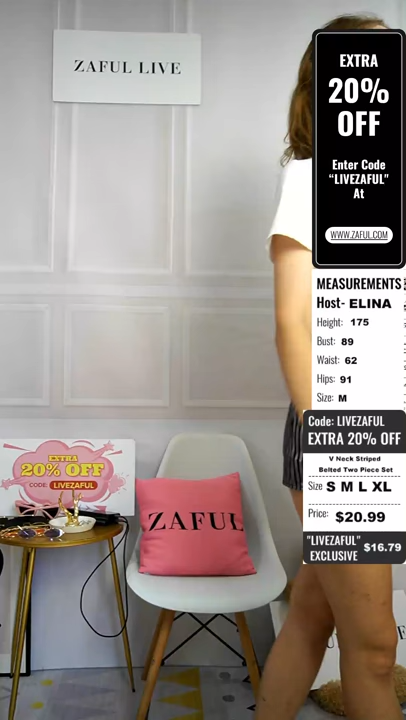 ZAFUL LIVE
EXTRA
20%
OFF
Enter Code
“LIVEZAFUL"
At
WWW.ZAFUL.COM
MEASUREMENTS
Host- ELINA
Height: 175
Bust: 89
Waist: 62
Hips: 91
Size: M
Code: LIVEZAFUL
EXTRA 20% OFF
V Neck Striped
Belted Two Piece Set
Size S M L XL
Price: $20.99
"LIVEZAFUL"
EXCLUSIVE $16.79
EXTRA
20% OFF
CODE: LIVEZAFUL
ZAFUL